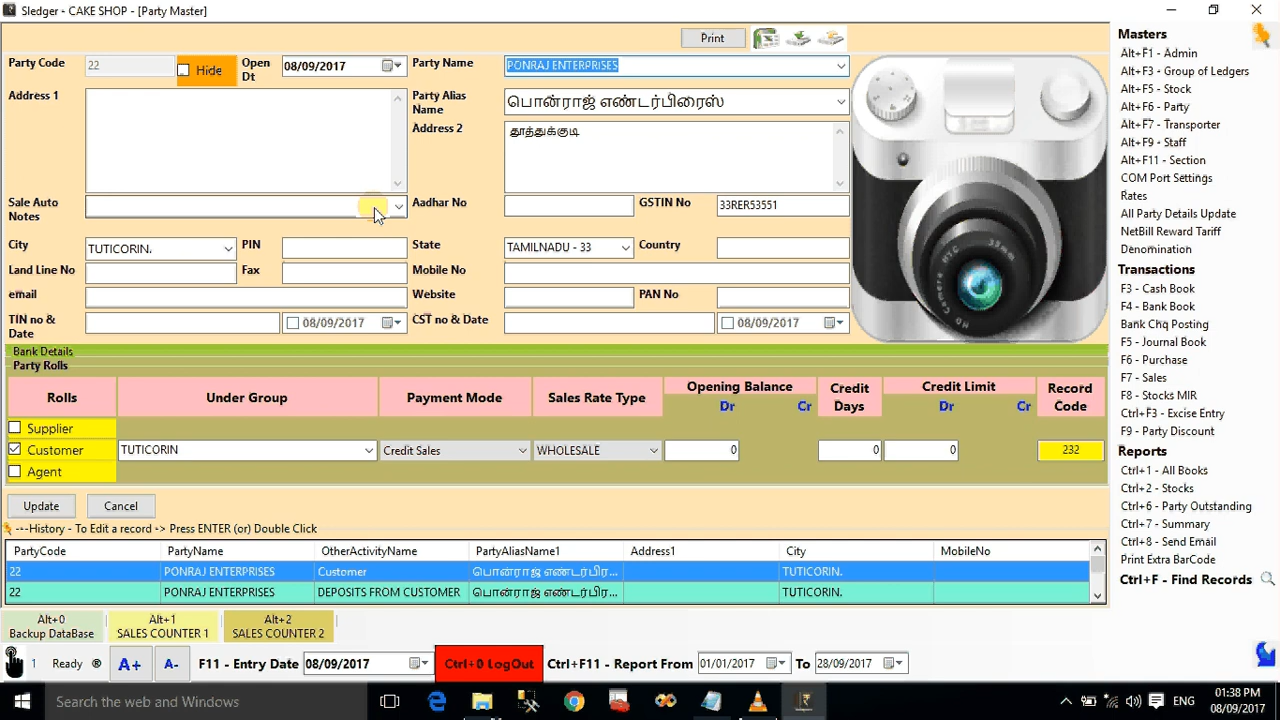 Sledger - CAKE SHOP - [Party Master]
Print
Party Code 22 Hide Open Dt 08/09/2017 Party Name PONRAJ ENTERPRISES
Address 1 Party Alias Name பொன்ராஜ் எண்டர்பிரைஸ்
Address 2 தூத்துக்குடி
Sale Auto Notes Aadhar No GSTIN No 33RER53551
City TUTICORIN. PIN State TAMILNADU - 33 Country
Land Line No Fax Mobile No
email Website PAN No
TIN no & Date 08/09/2017 CST no & Date 08/09/2017
Bank Details
Party Rolls
Rolls Under Group Payment Mode Sales Rate Type Opening Balance Dr Cr Credit Days Credit Limit Dr Cr Record Code
Supplier
Customer TUTICORIN Credit Sales WHOLESALE 0 0 0 232
Agent
Update Cancel
---History - To Edit a record -> Press ENTER (or) Double Click
PartyCode PartyName OtherActivityName PartyAliasName1 Address1 City MobileNo
22 PONRAJ ENTERPRISES Customer பொன்ராஜ் எண்டர்பிர... TUTICORIN.
22 PONRAJ ENTERPRISES DEPOSITS FROM CUSTOMER பொன்ராஜ் எண்டர்பிர... TUTICORIN.
Alt+0 Backup DataBase
Alt+1 SALES COUNTER 1
Alt+2 SALES COUNTER 2
1 Ready A+ A- F11 - Entry Date 08/09/2017 Ctrl+0 LogOut Ctrl+F11 - Report From 01/01/2017 To 28/09/2017
Masters
Alt+F1 - Admin
Alt+F3 - Group of Ledgers
Alt+F5 - Stock
Alt+F6 - Party
Alt+F7 - Transporter
Alt+F9 - Staff
Alt+F11 - Section
COM Port Settings
Rates
All Party Details Update
NetBill Reward Tariff
Denomination
Transactions
F3 - Cash Book
F4 - Bank Book
Bank Chq Posting
F5 - Journal Book
F6 - Purchase
F7 - Sales
F8 - Stocks MIR
Ctrl+F3 - Excise Entry
F9 - Party Discount
Reports
Ctrl+1 - All Books
Ctrl+2 - Stocks
Ctrl+6 - Party Outstanding
Ctrl+7 - Summary
Ctrl+8 - Send Email
Print Extra BarCode
Ctrl+F - Find Records
Search the web and Windows
ENG
01:38 PM
08/09/2017